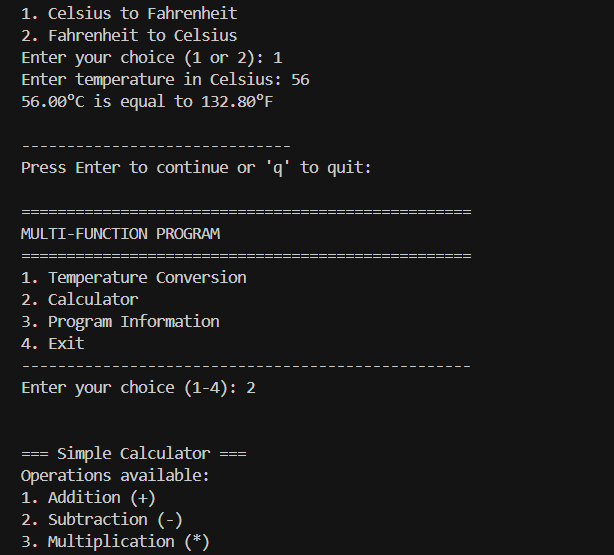 1. Celsius to Fahrenheit
2. Fahrenheit to Celsius
Enter your choice (1 or 2): 1
Enter temperature in Celsius: 56
56.00°C is equal to 132.80°F
------------------------------
Press Enter to continue or 'q' to quit:
==================================================
MULTI-FUNCTION PROGRAM
==================================================
1. Temperature Conversion
2. Calculator
3. Program Information
4. Exit
--------------------------------------------------
Enter your choice (1-4): 2
=== Simple Calculator ===
Operations available:
1. Addition (+)
2. Subtraction (-)
3. Multiplication (*)